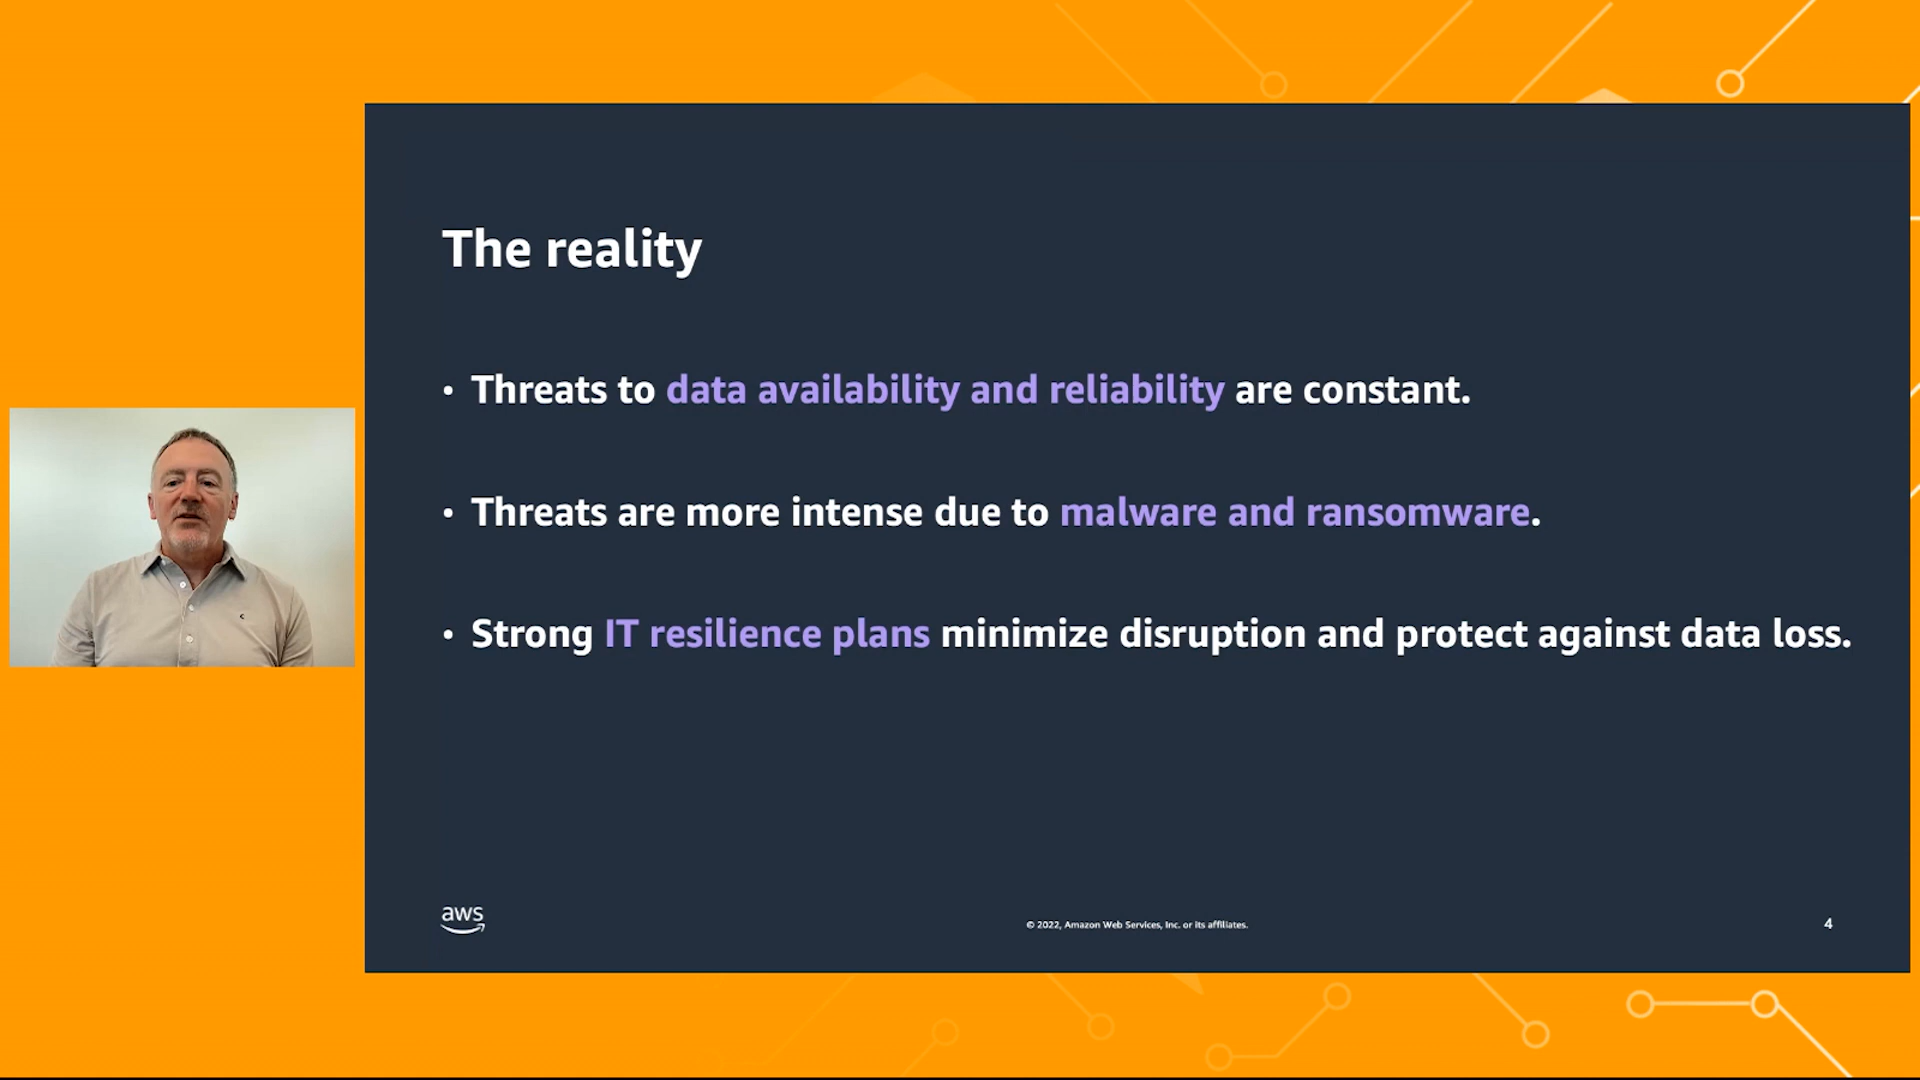 The reality
• Threats to data availability and reliability are constant.
• Threats are more intense due to malware and ransomware.
• Strong IT resilience plans minimize disruption and protect against data loss.
aws
© 2022, Amazon Web Services, Inc. or its affiliates.
4